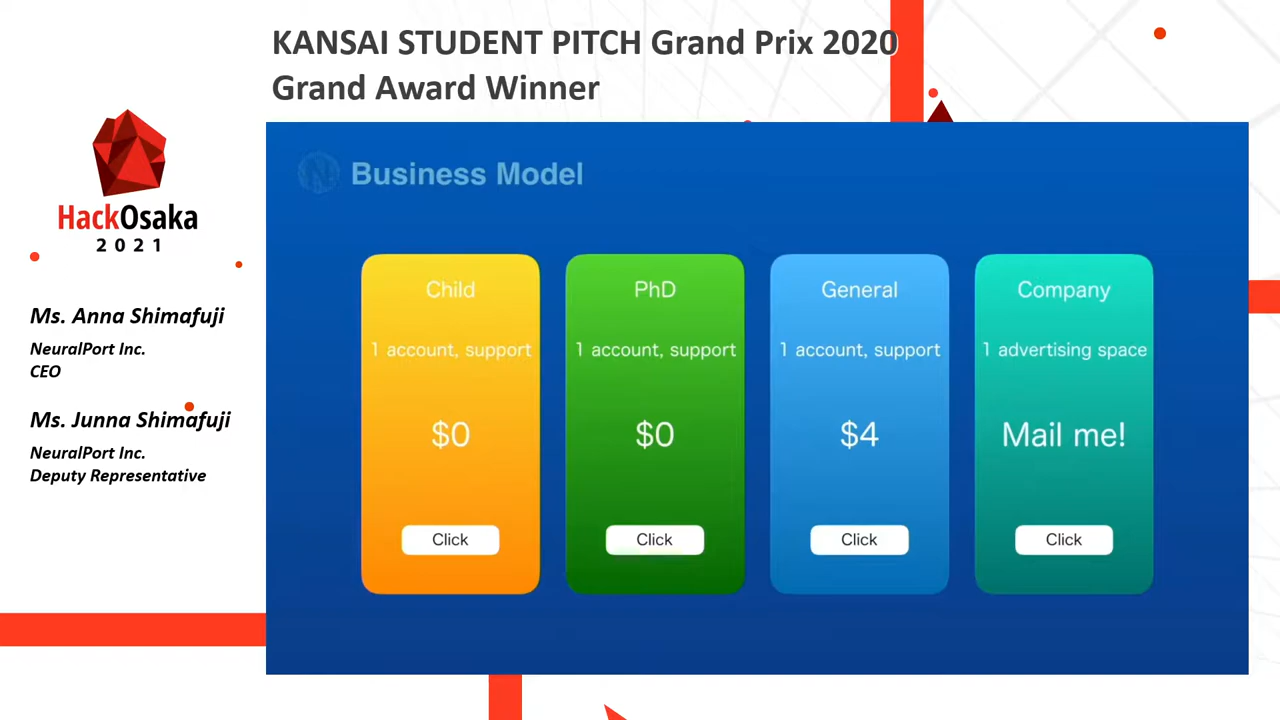 KANSAI STUDENT PITCH Grand Prix 2020
Grand Award Winner
HackOsaka
2021
Ms. Anna Shimafuji
NeuralPort Inc.
CEO
Ms. Junna Shimafuji
NeuralPort Inc.
Deputy Representative
N Business Model
Child
1 account, support
$0
Click
PhD
1 account, support
$0
Click
General
1 account, support
$4
Click
Company
1 advertising space
Mail me!
Click